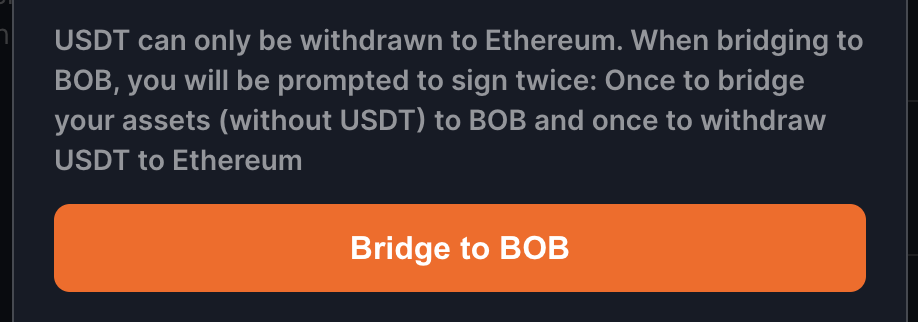 USDT can only be withdrawn to Ethereum. When bridging to
BOB, you will be prompted to sign twice: Once to bridge
your assets (without USDT) to BOB and once to withdraw
USDT to Ethereum
Bridge to BOB